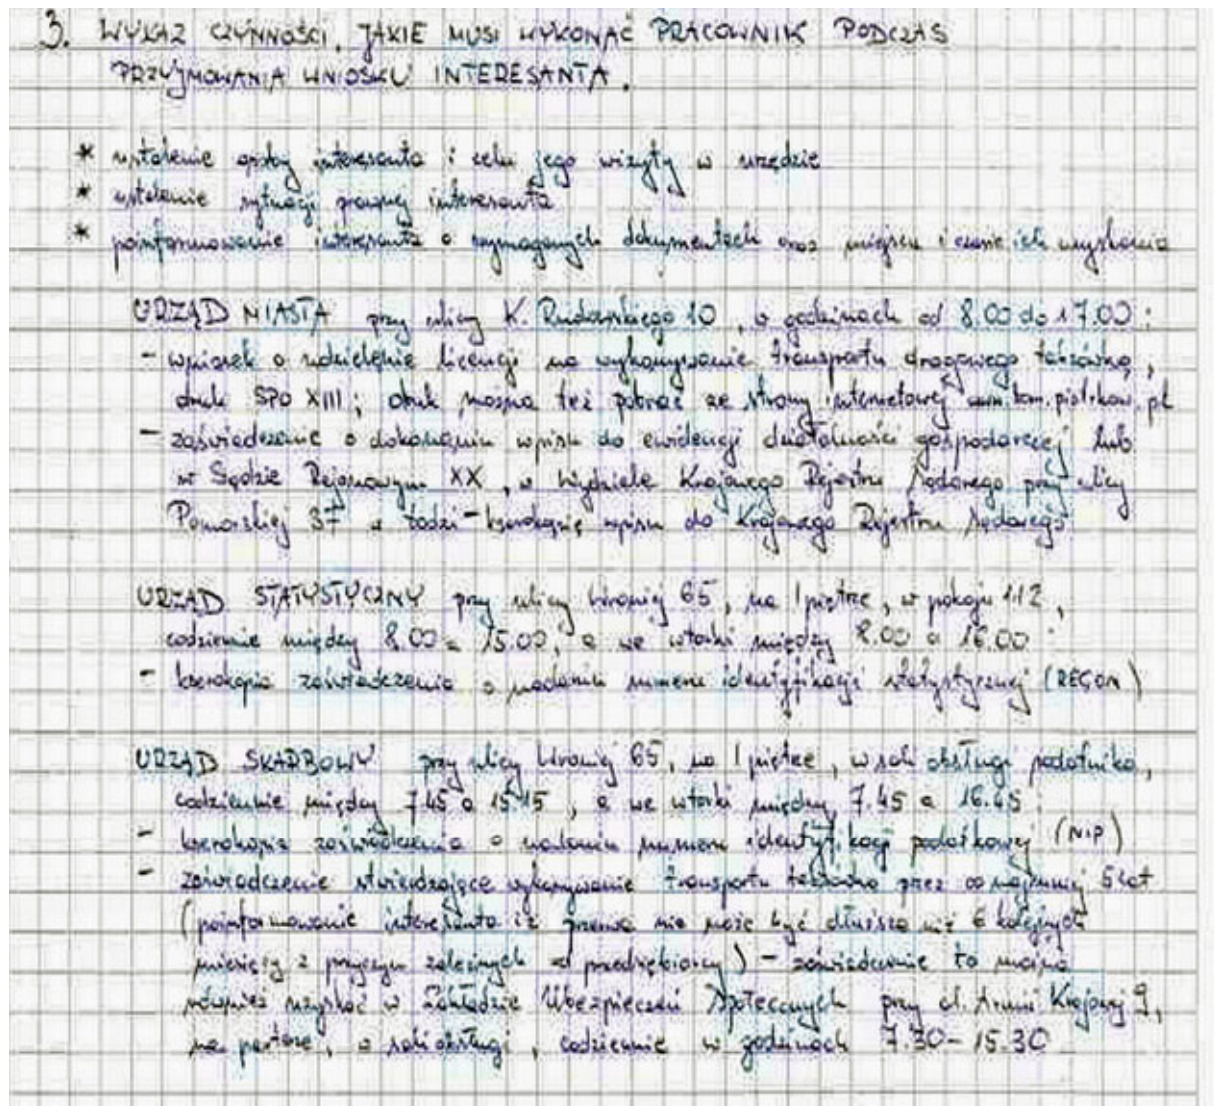 3. WYKAZ CZYNNOŚCI, JAKIE MUSI WYKONAĆ PRACOWNIK PODCZAS
PRZYJMOWANIA WNIOSKU INTERESANTA.
* ustalenie osoby interesanta i celu jego wizyty w urzędzie
* ustalenie sytuacji prawnej interesanta
* poinformowanie interesanta o wymaganych dokumentach oraz miejscu i czasie ich uzyskania
URZĄD MIASTA przy ulicy K. Rudowskiego 10, w godzinach od 8.00 do 17.00:
- wniosek o udzielenie licencji na wykonywanie transportu drogowego taksówką,
druk SPO XIII; druk można też pobrać ze strony internetowej
- zaświadczenie o dokonaniu wpisu do ewidencji działalności gospodarczej lub
w Sądzie Rejonowym XX, w Wydziale Krajowego Rejestru Sądowego przy ulicy
Pomorskiej 37 w Łodzi - kserokopię wpisu do Krajowego Rejestru Sądowego
URZĄD STATYSTYCZNY przy ulicy Wroniej 65, na I piętrze, w pokoju 112,
codziennie między 8.00 a 15.00, a we wtorki między 8.00 a 16.00:
- kserokopia zaświadczenia o nadaniu numeru identyfikacji statystycznej (REGON)
URZĄD SKARBOWY przy ulicy Wroniej 65, na I piętrze, w sali obsługi podatnika,
codziennie między 7.45 a 15.15, a we wtorki między 7.45 a 16.45:
- kserokopia zaświadczenia o nadaniu numeru identyfikacji podatkowej (NIP)
- zaświadczenie stwierdzające wykonywanie transportu taksówką przez co najmniej 5 lat
(poinformowanie interesanta iż przerwa nie może być dłuższa niż 6 kolejnych
miesięcy z przyczyn zależnych od przedsiębiorcy) - zaświadczenie to można
również uzyskać w Zakładzie Ubezpieczeń Społecznych przy al. Armii Krajowej 9,
na parterze, w sali obsługi, codziennie w godzinach 7.30-15.30